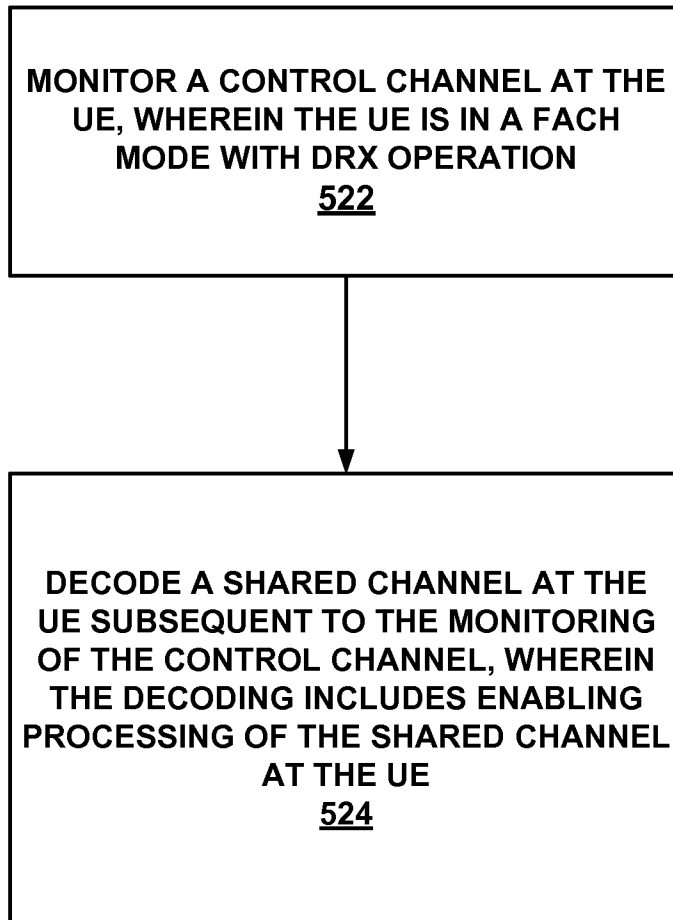 MONITOR A CONTROL CHANNEL AT THE
UE, WHEREIN THE UE IS IN A FACH
MODE WITH DRX OPERATION
522
DECODE A SHARED CHANNEL AT THE
UE SUBSEQUENT TO THE MONITORING
OF THE CONTROL CHANNEL, WHEREIN
THE DECODING INCLUDES ENABLING
PROCESSING OF THE SHARED CHANNEL
AT THE UE
524